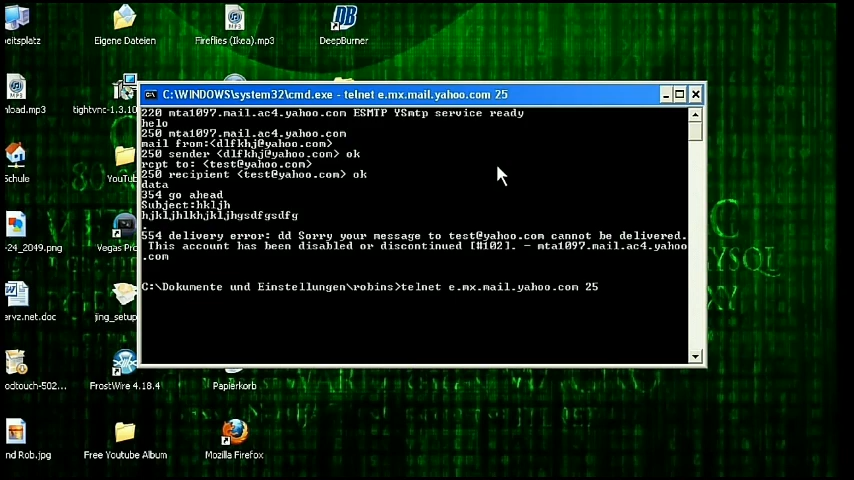 eitsplatz
Eigene Dateien
Fireflies (Ikea).mp3
DeepBurner
nload.mp3
tightvnc-1.3.10
Schule
YouTub
-24_2049.png
Vegas Pro
ervz.net.doc
jing_setup
odtouch-502...
FrostWire 4.18.4
Papierkorb
nd Rob.jpg
Free Youtube Album
Mozilla Firefox
C:\WINDOWS\system32\cmd.exe - telnet e.mx.mail.yahoo.com 25
220 mta1097.mail.ac4.yahoo.com ESMTP YSmtp service ready
helo
250 mta1097.mail.ac4.yahoo.com
mail from:<dlfkhj@yahoo.com>
250 sender <dlfkhj@yahoo.com> ok
rcpt to: <test@yahoo.com>
250 recipient <test@yahoo.com> ok
data
354 go ahead
Subject:hkljh
hjkljhlkhjkljhgsdfgsdfg
.
554 delivery error: dd Sorry your message to test@yahoo.com cannot be delivered.
This account has been disabled or discontinued [#102]. - mta1097.mail.ac4.yahoo
.com
C:\Dokumente und Einstellungen\robins>telnet e.mx.mail.yahoo.com 25
YSQL
XY